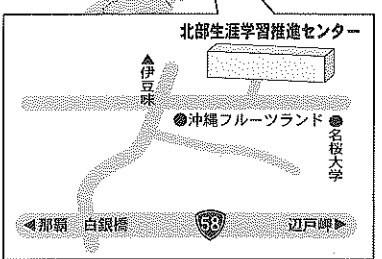 北部生涯学習推進センター
▲伊豆味
●沖縄フルーツランド
●名桜大学
◀那覇
白銀橋
58
辺戸岬▶